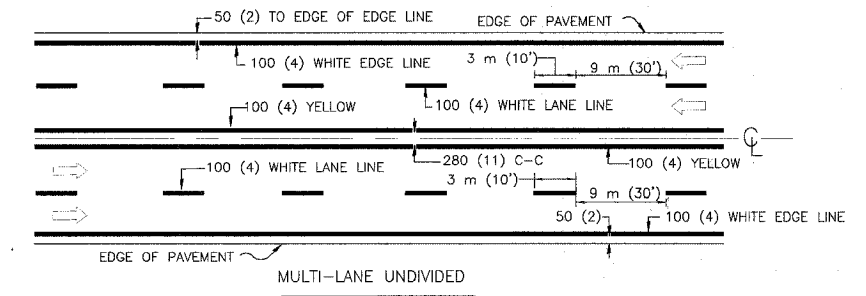 50 (2) TO EDGE OF EDGE LINE
EDGE OF PAVEMENT
100 (4) WHITE EDGE LINE
3 m (10')
9 m (30')
100 (4) YELLOW
100 (4) WHITE LANE LINE
CL
100 (4) WHITE LANE LINE
280 (11) C-C
100 (4) YELLOW
3 m (10')
9 m (30')
50 (2)
100 (4) WHITE EDGE LINE
EDGE OF PAVEMENT
MULTI-LANE UNDIVIDED